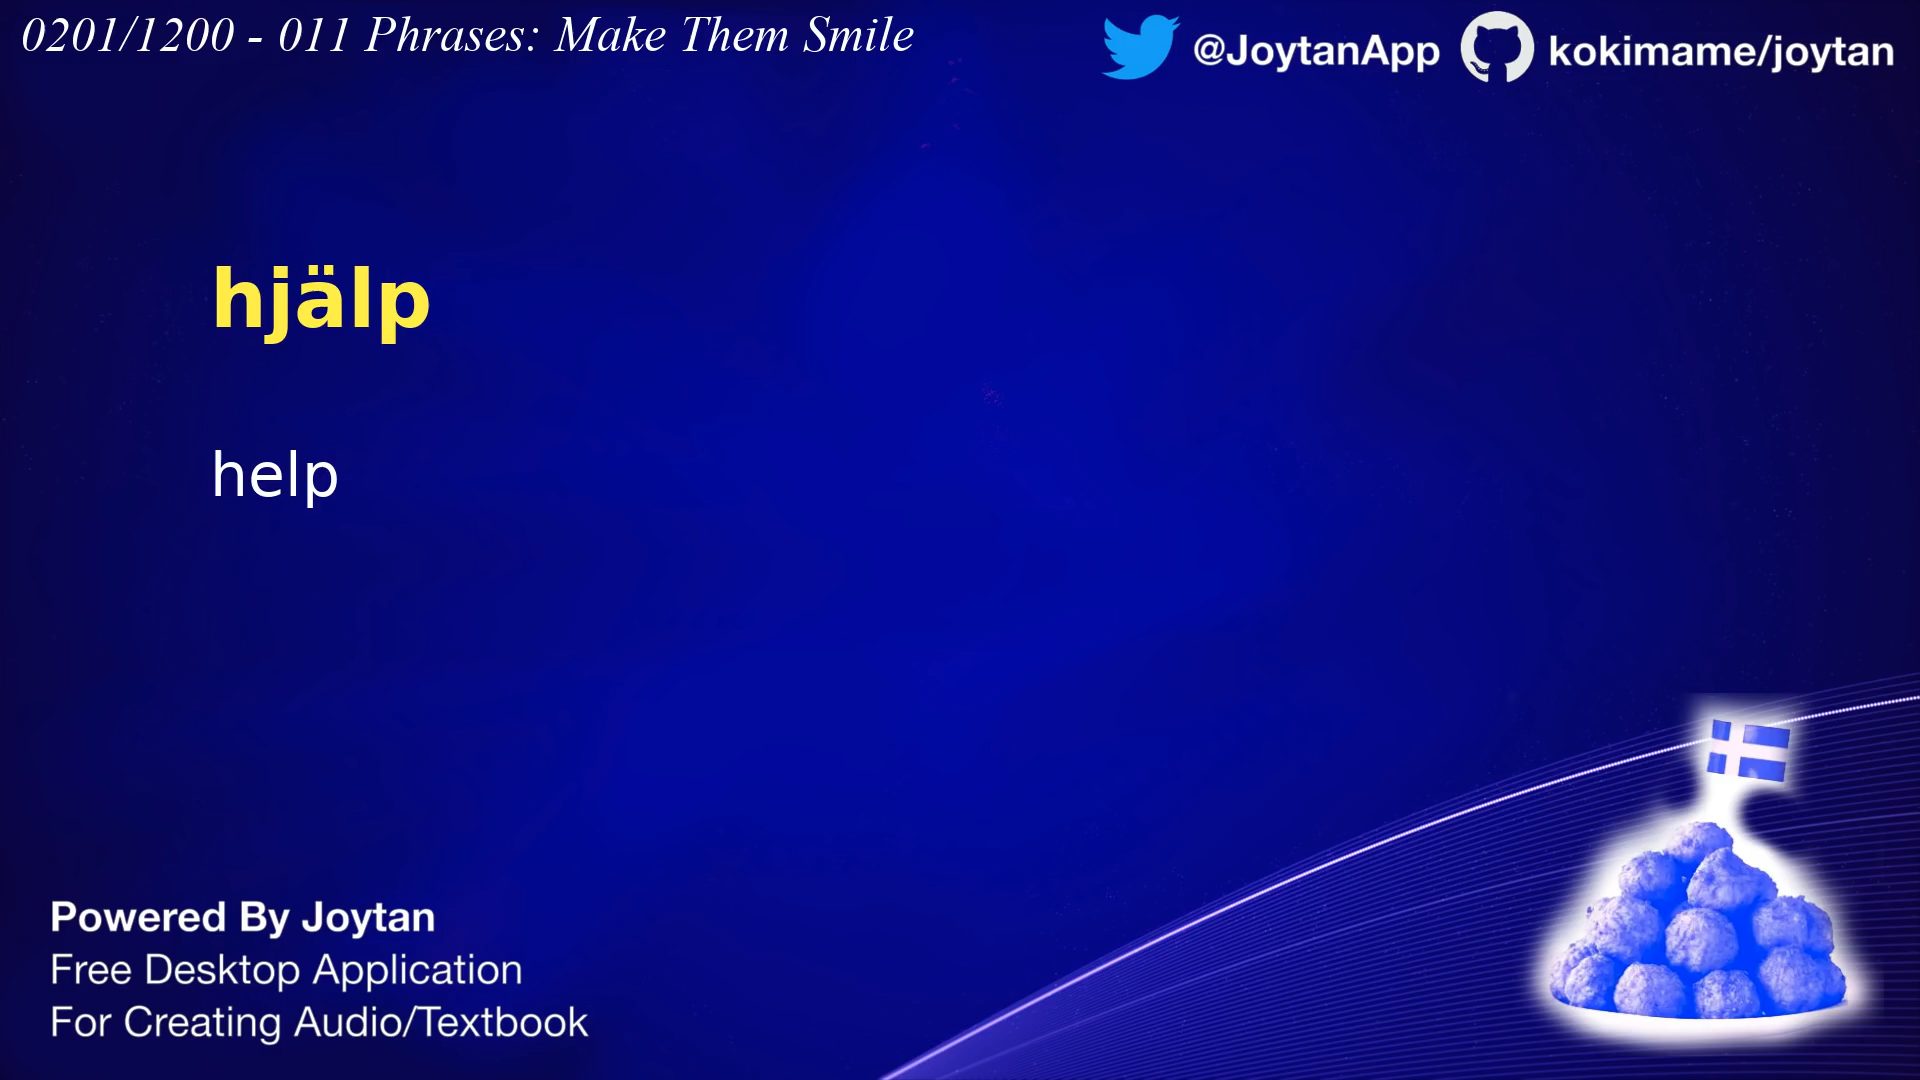 0201/1200 - 011 Phrases: Make Them Smile
@JoytanApp
kokimame/joytan
hjälp
help
Powered By Joytan
Free Desktop Application
For Creating Audio/Textbook